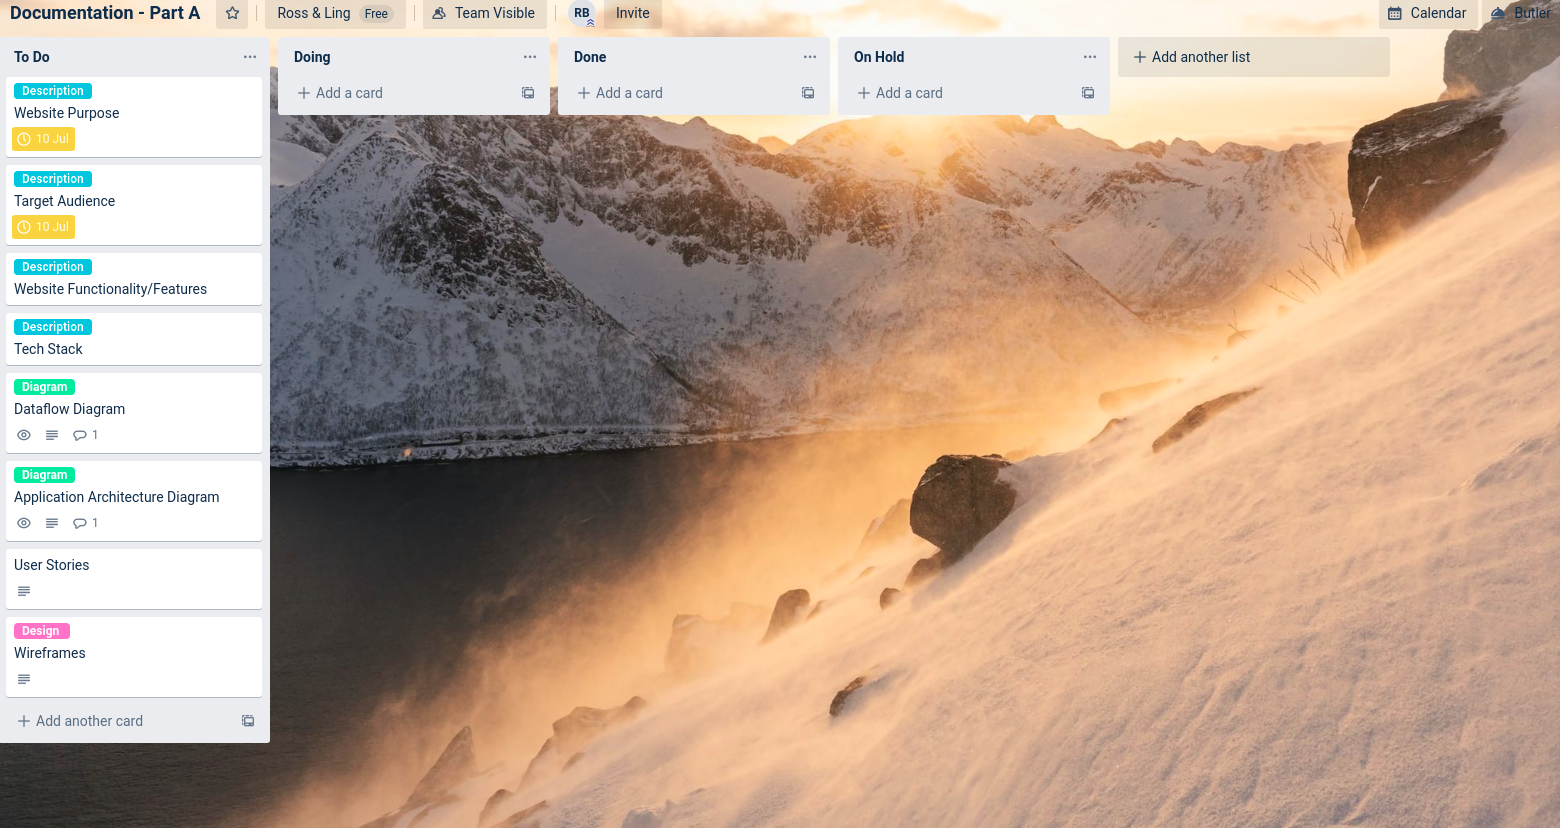 Documentation - Part A
Ross & Ling Free
Team Visible
RB
Invite
Calendar
Butler
To Do
Description
Website Purpose
10 Jul
Description
Target Audience
10 Jul
Description
Website Functionality/Features
Description
Tech Stack
Diagram
Dataflow Diagram
1
Diagram
Application Architecture Diagram
1
User Stories
Design
Wireframes
Add another card
Doing
Add a card
Done
Add a card
On Hold
Add a card
Add another list